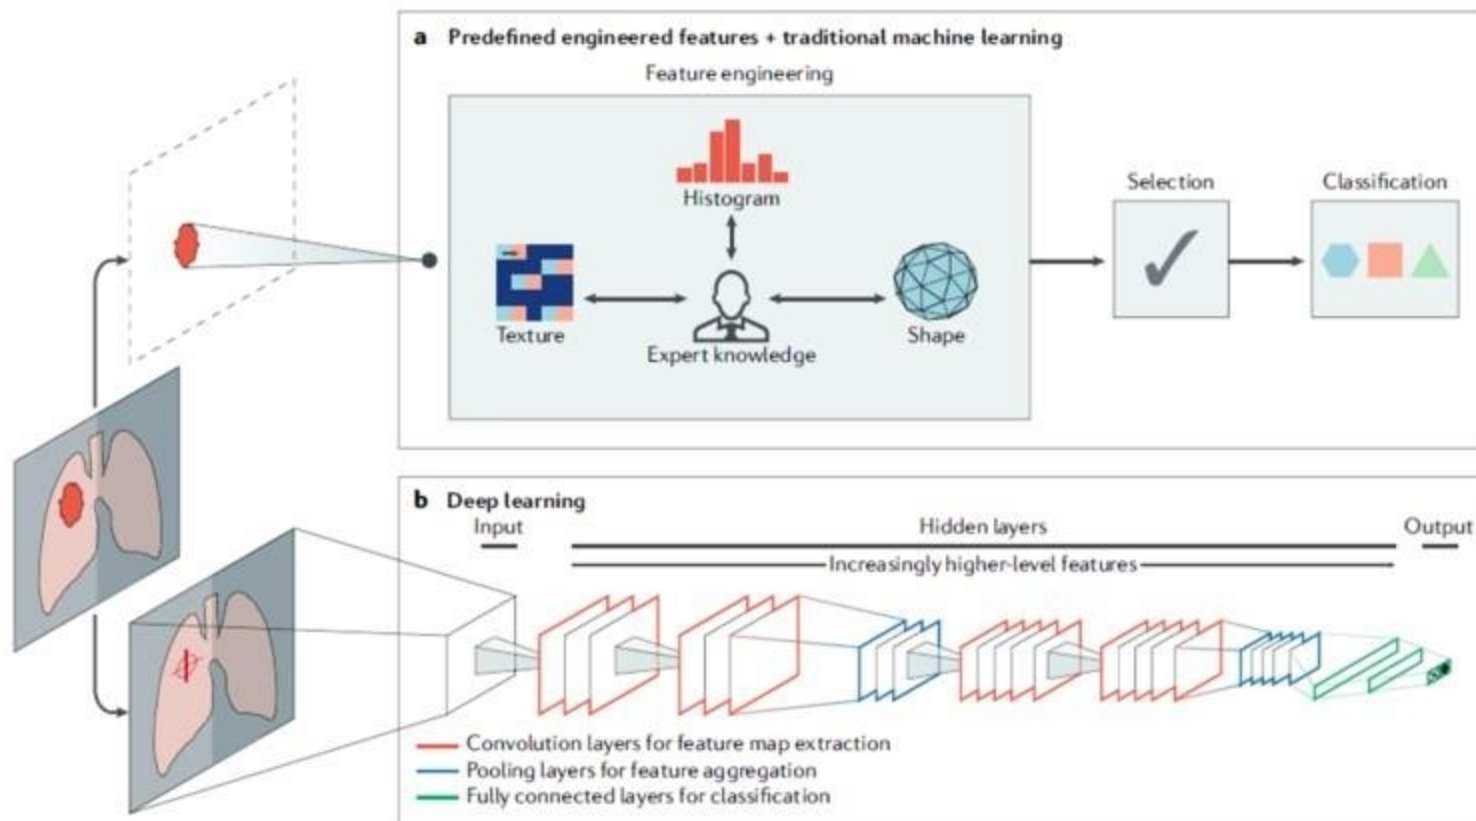 a Predefined engineered features + traditional machine learning
Feature engineering
Histogram
Texture
Expert knowledge
Shape
Selection
Classification
b Deep learning
Input
Hidden layers
Output
Increasingly higher-level features
Convolution layers for feature map extraction
Pooling layers for feature aggregation
Fully connected layers for classification